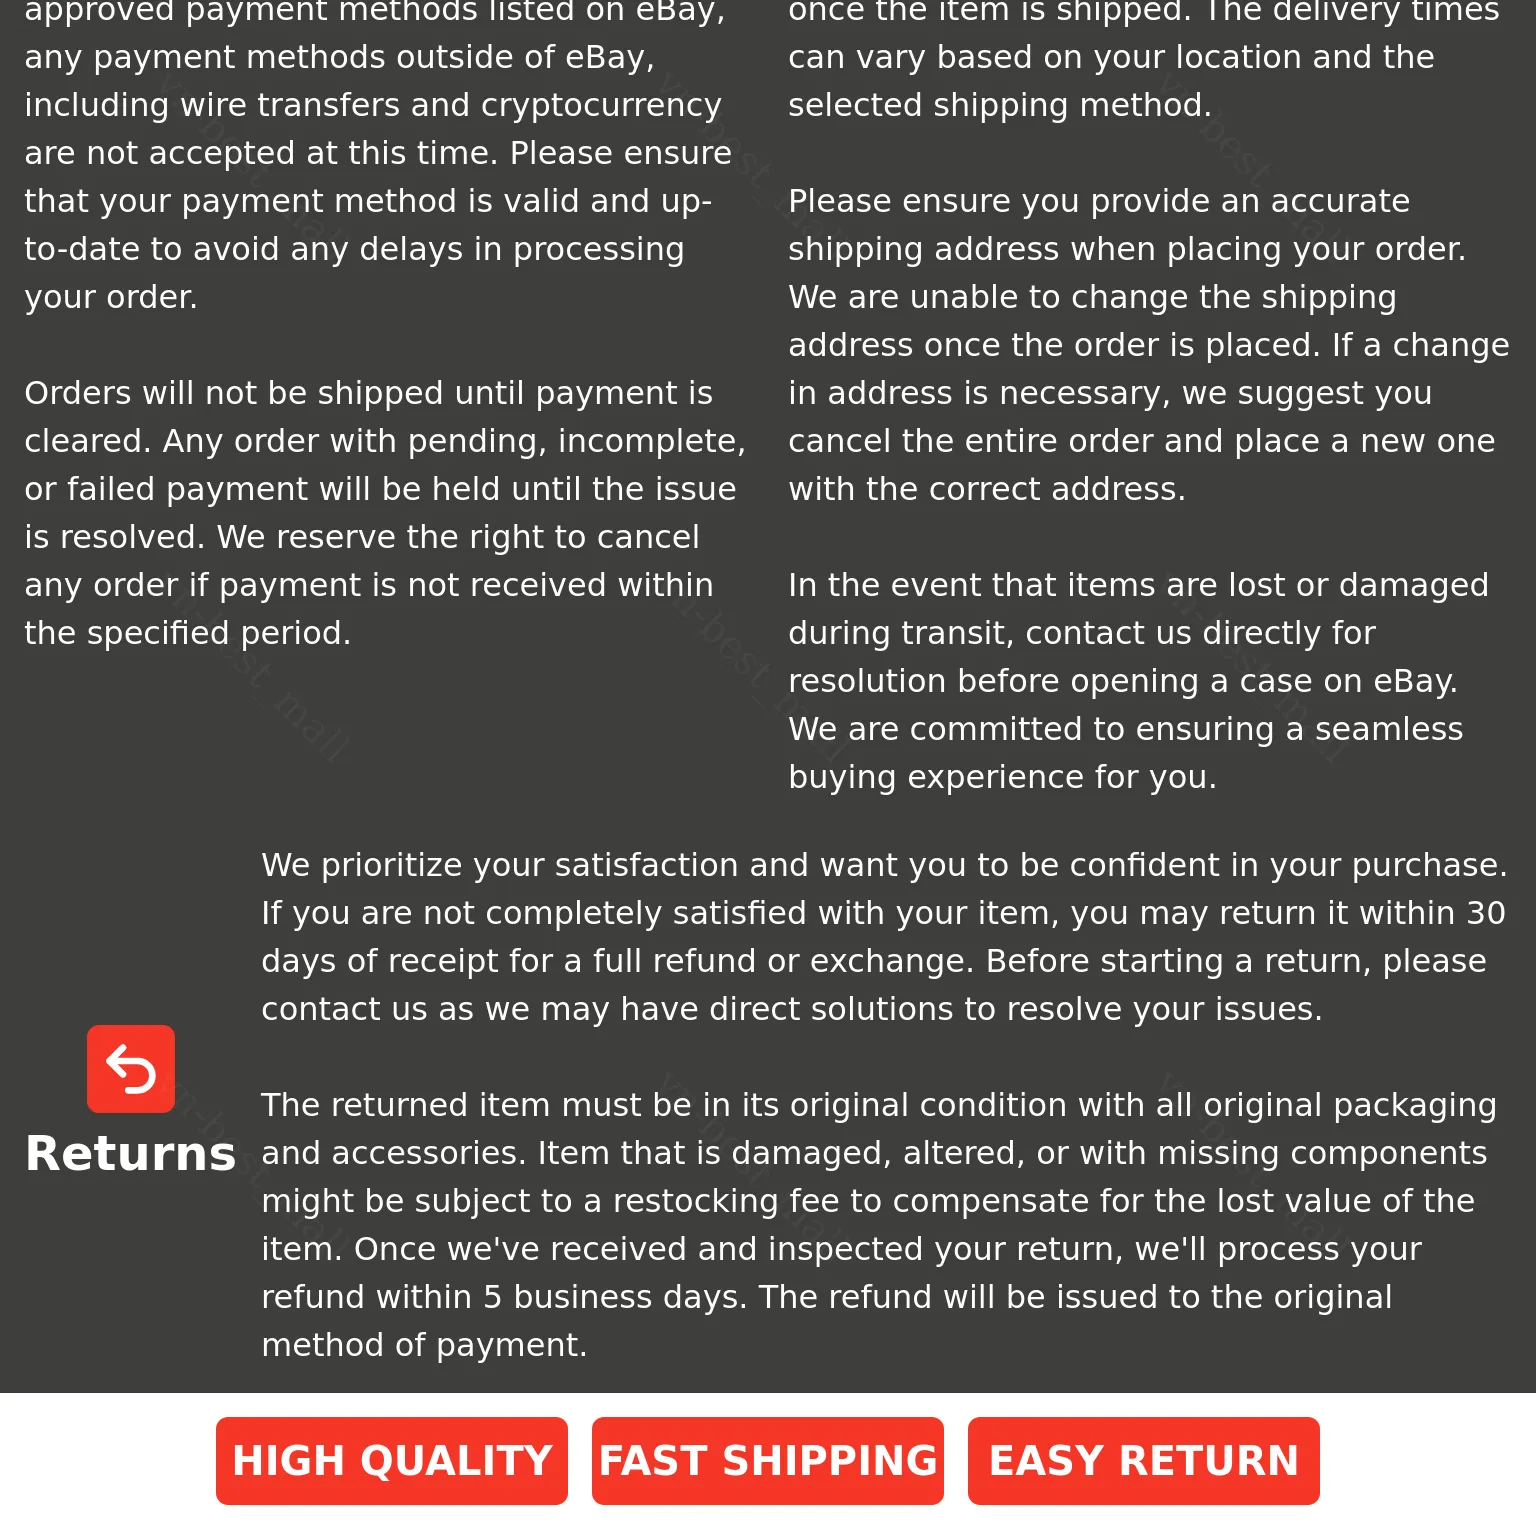 approved payment methods listed on eBay,
any payment methods outside of eBay,
including wire transfers and cryptocurrency
are not accepted at this time. Please ensure
that your payment method is valid and up-
to-date to avoid any delays in processing
your order.
Orders will not be shipped until payment is
cleared. Any order with pending, incomplete,
or failed payment will be held until the issue
is resolved. We reserve the right to cancel
any order if payment is not received within
the specified period.
once the item is shipped. The delivery times
can vary based on your location and the
selected shipping method.
Please ensure you provide an accurate
shipping address when placing your order.
We are unable to change the shipping
address once the order is placed. If a change
in address is necessary, we suggest you
cancel the entire order and place a new one
with the correct address.
In the event that items are lost or damaged
during transit, contact us directly for
resolution before opening a case on eBay.
We are committed to ensuring a seamless
buying experience for you.
Returns
We prioritize your satisfaction and want you to be confident in your purchase.
If you are not completely satisfied with your item, you may return it within 30
days of receipt for a full refund or exchange. Before starting a return, please
contact us as we may have direct solutions to resolve your issues.
The returned item must be in its original condition with all original packaging
and accessories. Item that is damaged, altered, or with missing components
might be subject to a restocking fee to compensate for the lost value of the
item. Once we've received and inspected your return, we'll process your
refund within 5 business days. The refund will be issued to the original
method of payment.
HIGH QUALITY
FAST SHIPPING
EASY RETURN